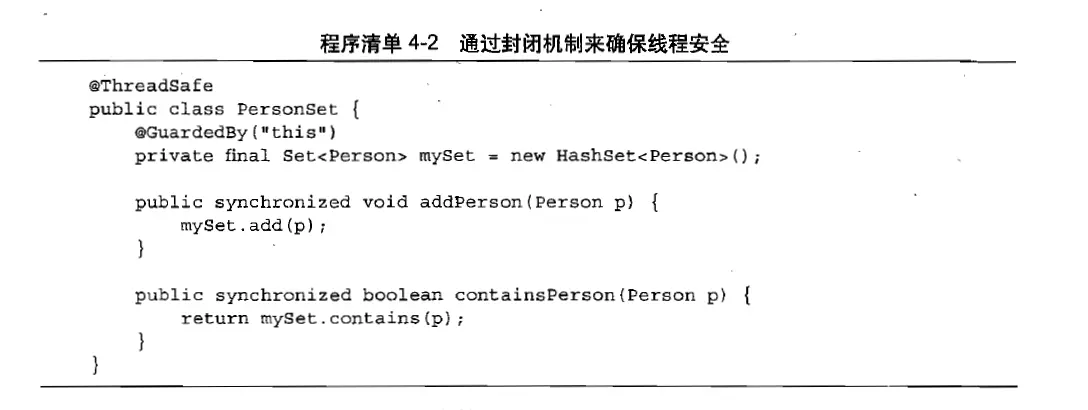 程序清单 4-2 通过封闭机制来确保线程安全
@ThreadSafe
public class PersonSet {
@GuardedBy("this")
private final Set<Person> mySet = new HashSet<Person>();
public synchronized void addPerson(Person p) {
mySet.add(p);
}
public synchronized boolean containsPerson(Person p) {
return mySet.contains(p);
}
}